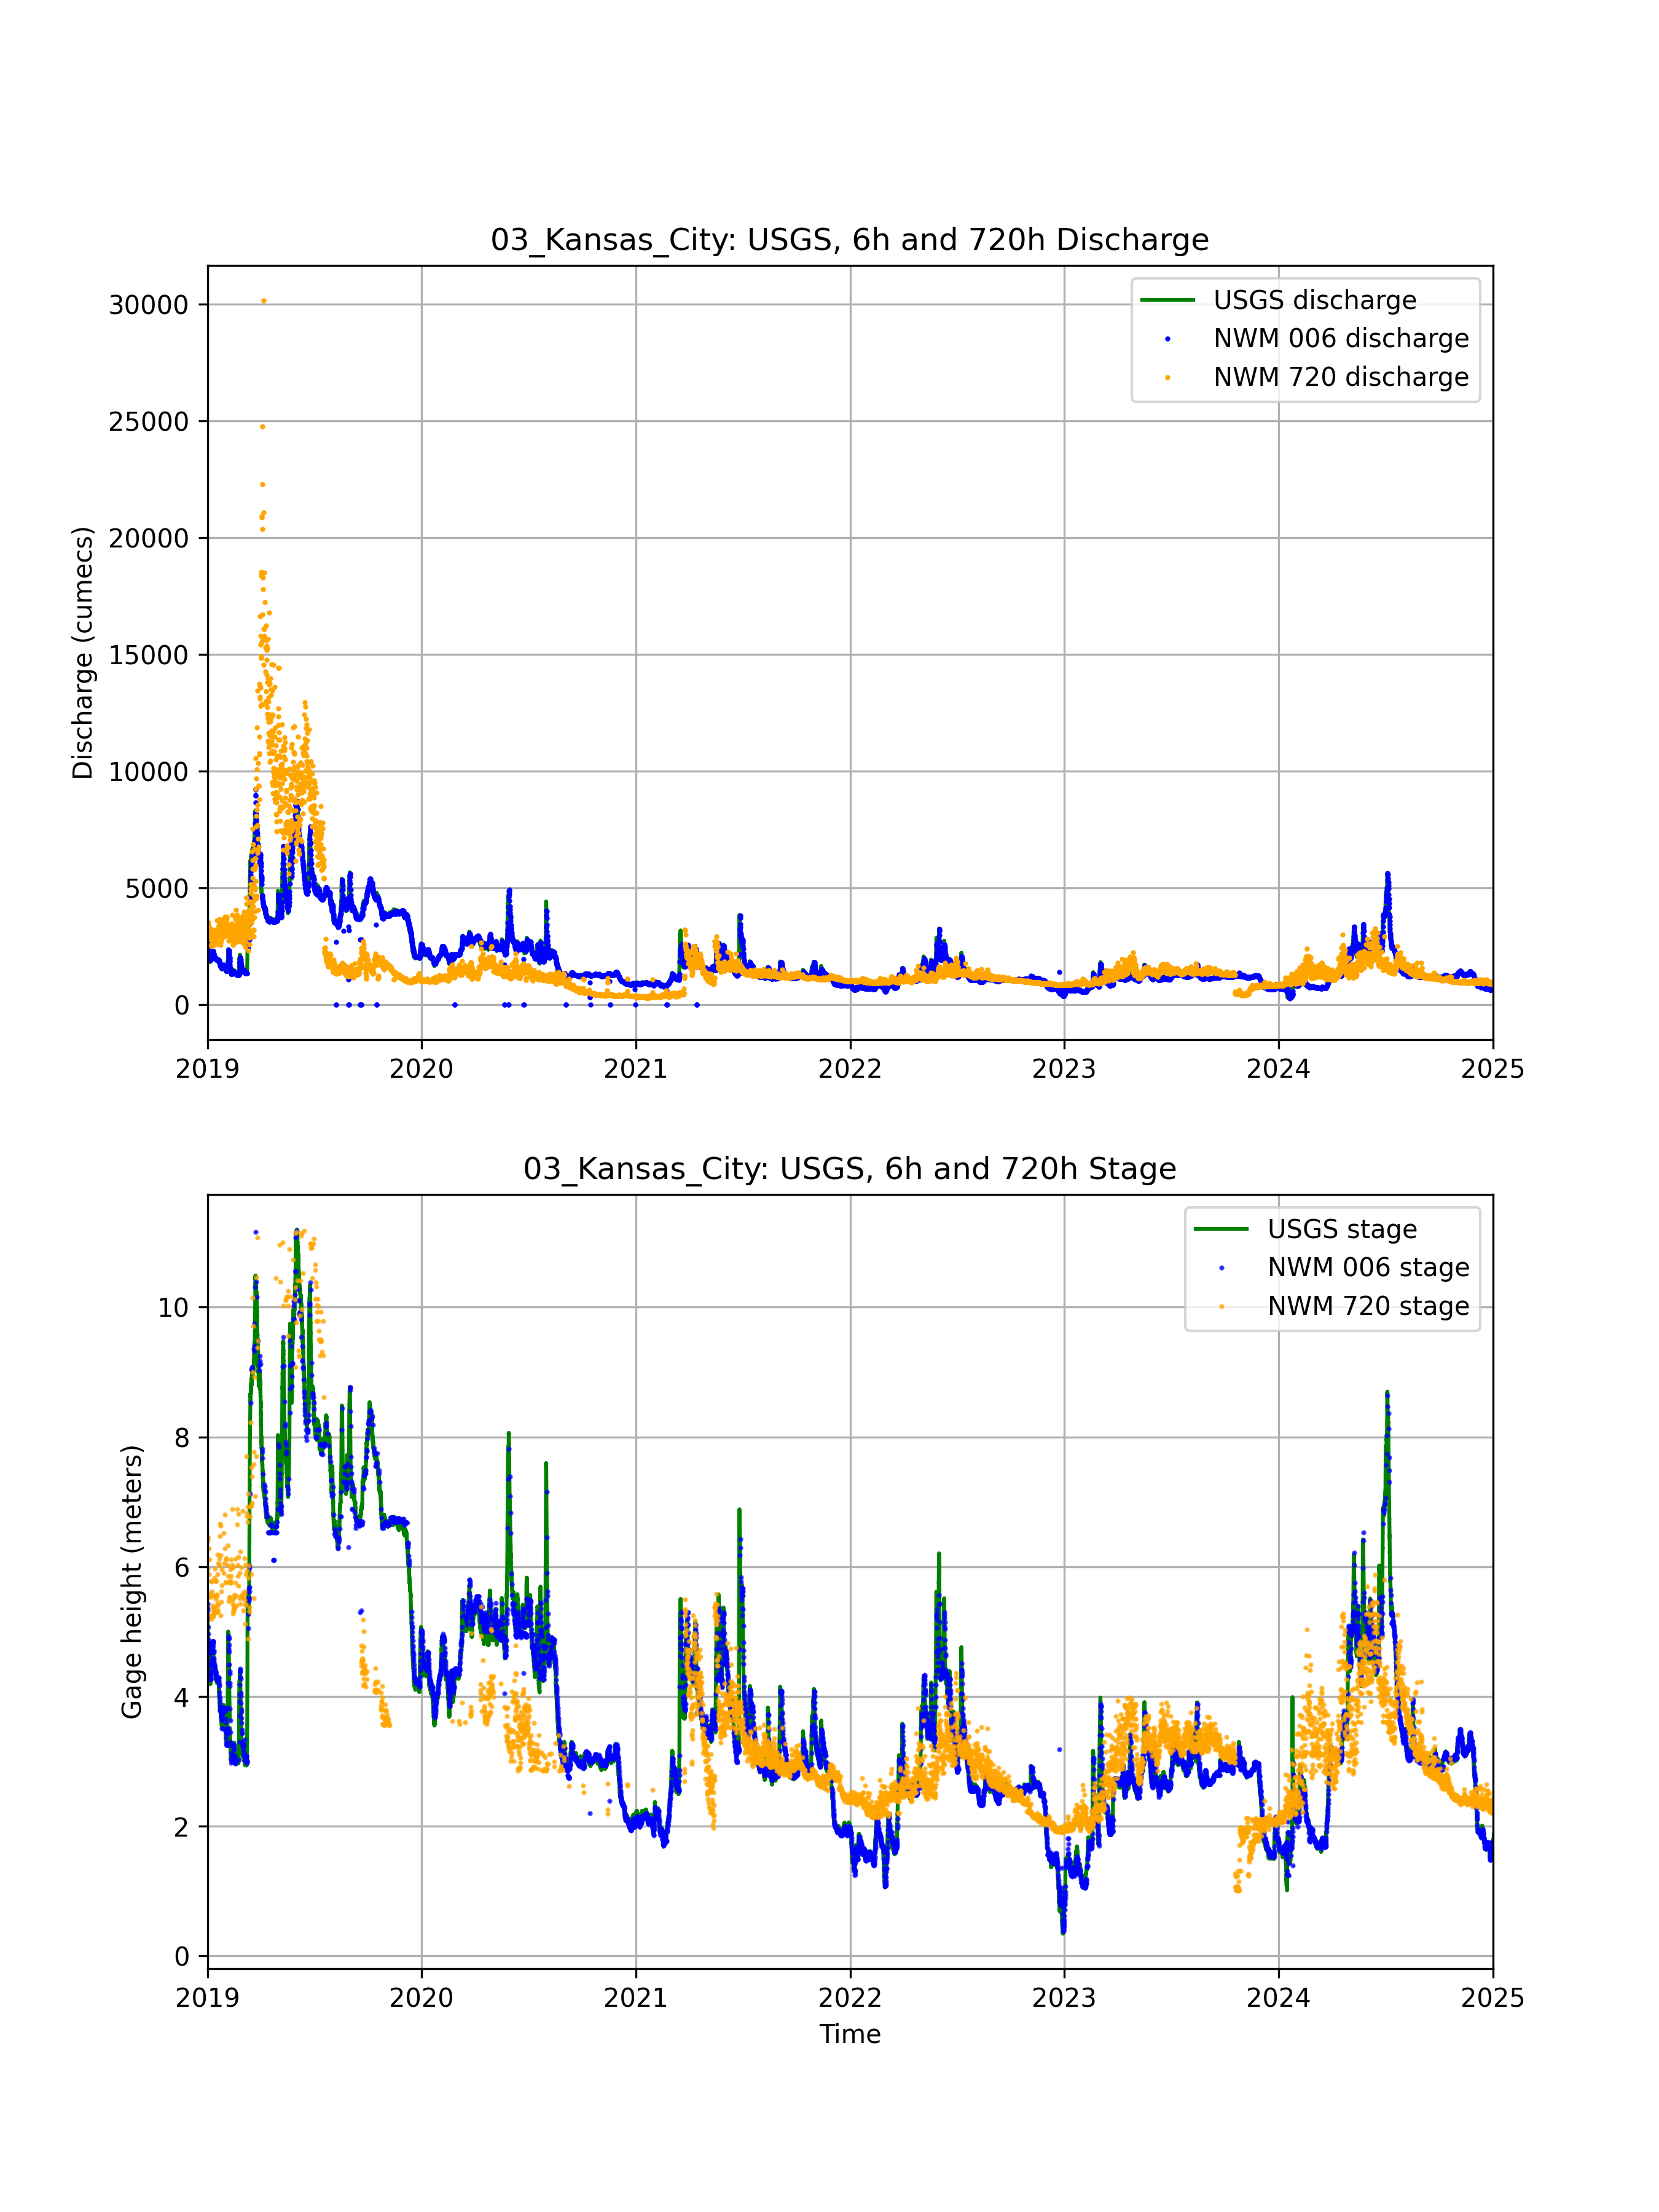 03_Kansas_City: USGS, 6h and 720h Discharge
USGS discharge
NWM 006 discharge
NWM 720 discharge
Discharge (cumecs)
30000
25000
20000
15000
10000
5000
0
2019 2020 2021 2022 2023 2024 2025
03_Kansas_City: USGS, 6h and 720h Stage
USGS stage
NWM 006 stage
NWM 720 stage
Gage height (meters)
10
8
6
4
2
0
2019 2020 2021 2022 2023 2024 2025
Time